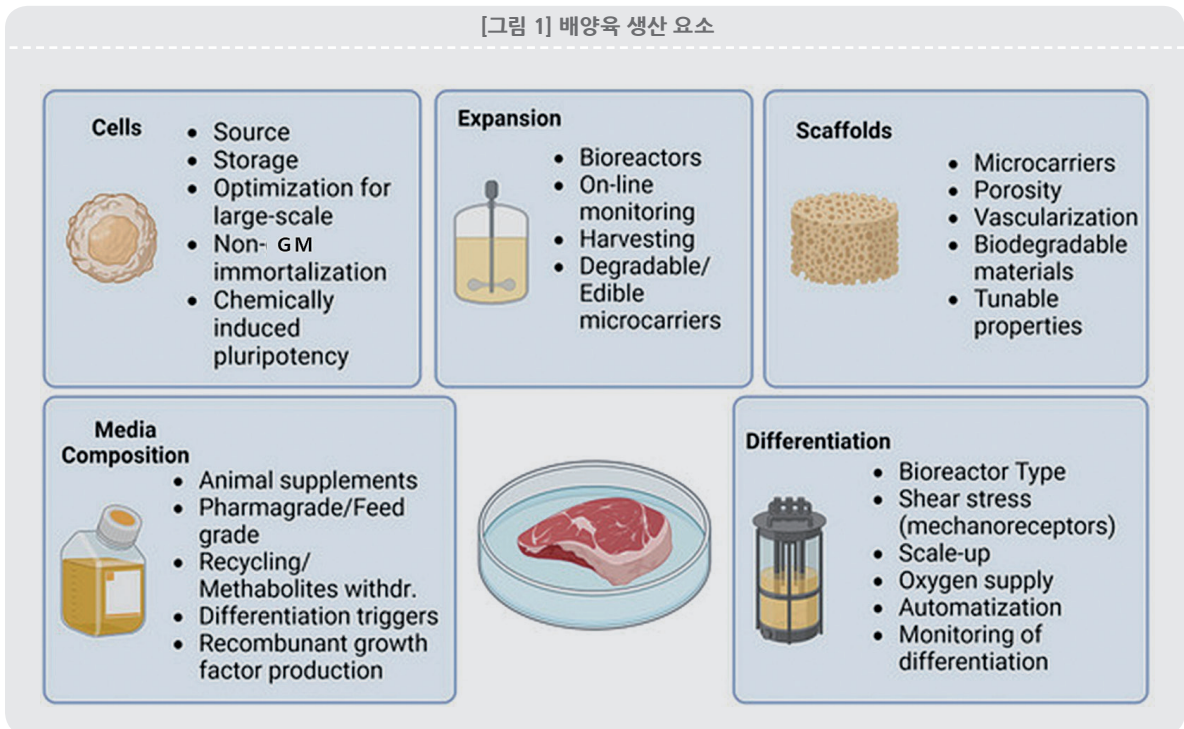 [그림 1] 배양육 생산 요소
Cells
• Source
• Storage
• Optimization for
large-scale
• Non- GM
immortalization
• Chemically
induced
pluripotency
Expansion
• Bioreactors
• On-line
monitoring
• Harvesting
• Degradable/
Edible
microcarriers
Scaffolds
• Microcarriers
• Porosity
• Vascularization
• Biodegradable
materials
• Tunable
properties
Media
Composition
• Animal supplements
• Pharmagrade/Feed
grade
• Recycling/
Methabolites withdr.
• Differentiation triggers
• Recombunant growth
factor production
Differentiation
• Bioreactor Type
• Shear stress
(mechanoreceptors)
• Scale-up
• Oxygen supply
• Automatization
• Monitoring of
differentiation